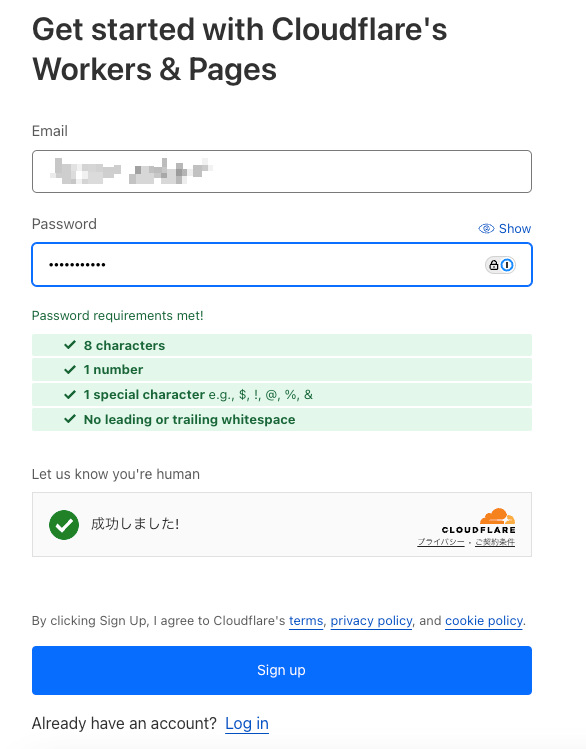 Get started with Cloudflare's
Workers & Pages
Email
Password
Show
•••••••••••
Password requirements met!
8 characters
1 number
1 special character e.g., $, !, @, %, &
No leading or trailing whitespace
Let us know you're human
成功しました!
CLOUDFLARE
プライバシー・ご契約条件
By clicking Sign Up, I agree to Cloudflare's terms, privacy policy, and cookie policy.
Sign up
Already have an account? Log in